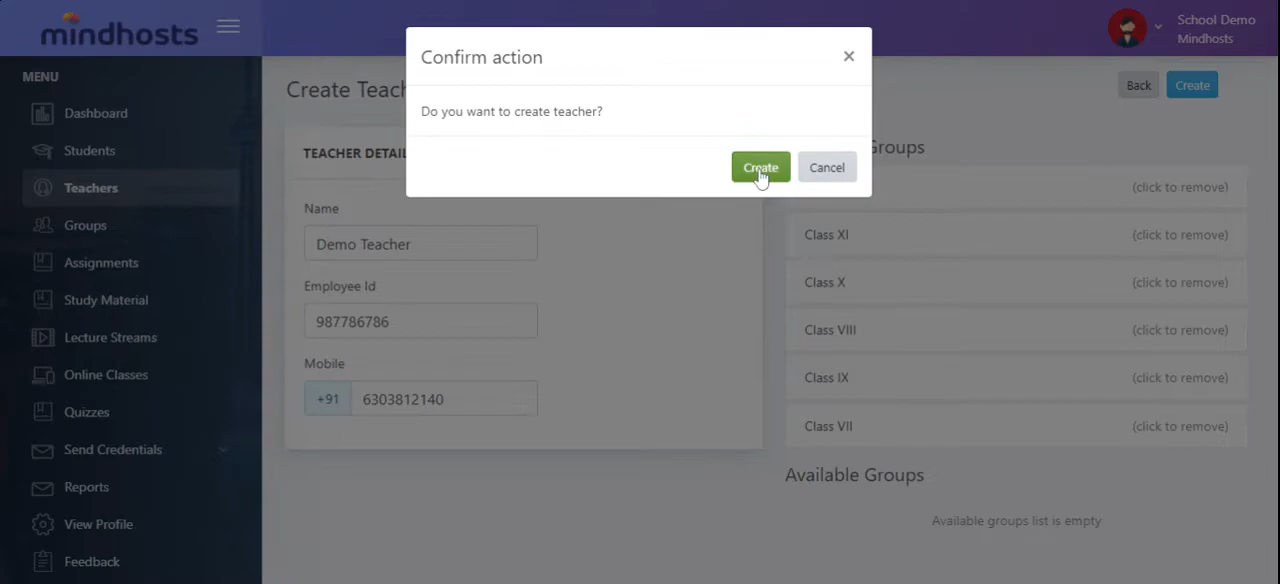 mindhosts
School Demo
Mindhosts
MENU
Dashboard
Students
Teachers
Groups
Assignments
Study Material
Lecture Streams
Online Classes
Quizzes
Send Credentials
Reports
View Profile
Feedback
Confirm action
×
Do you want to create teacher?
Create
Cancel
Create Teach
Back
Create
TEACHER DETAIL
Name
Demo Teacher
Employee Id
987786786
Mobile
+91
6303812140
Groups
(click to remove)
Class XI
(click to remove)
Class X
(click to remove)
Class VIII
(click to remove)
Class IX
(click to remove)
Class VII
(click to remove)
Available Groups
Available groups list is empty